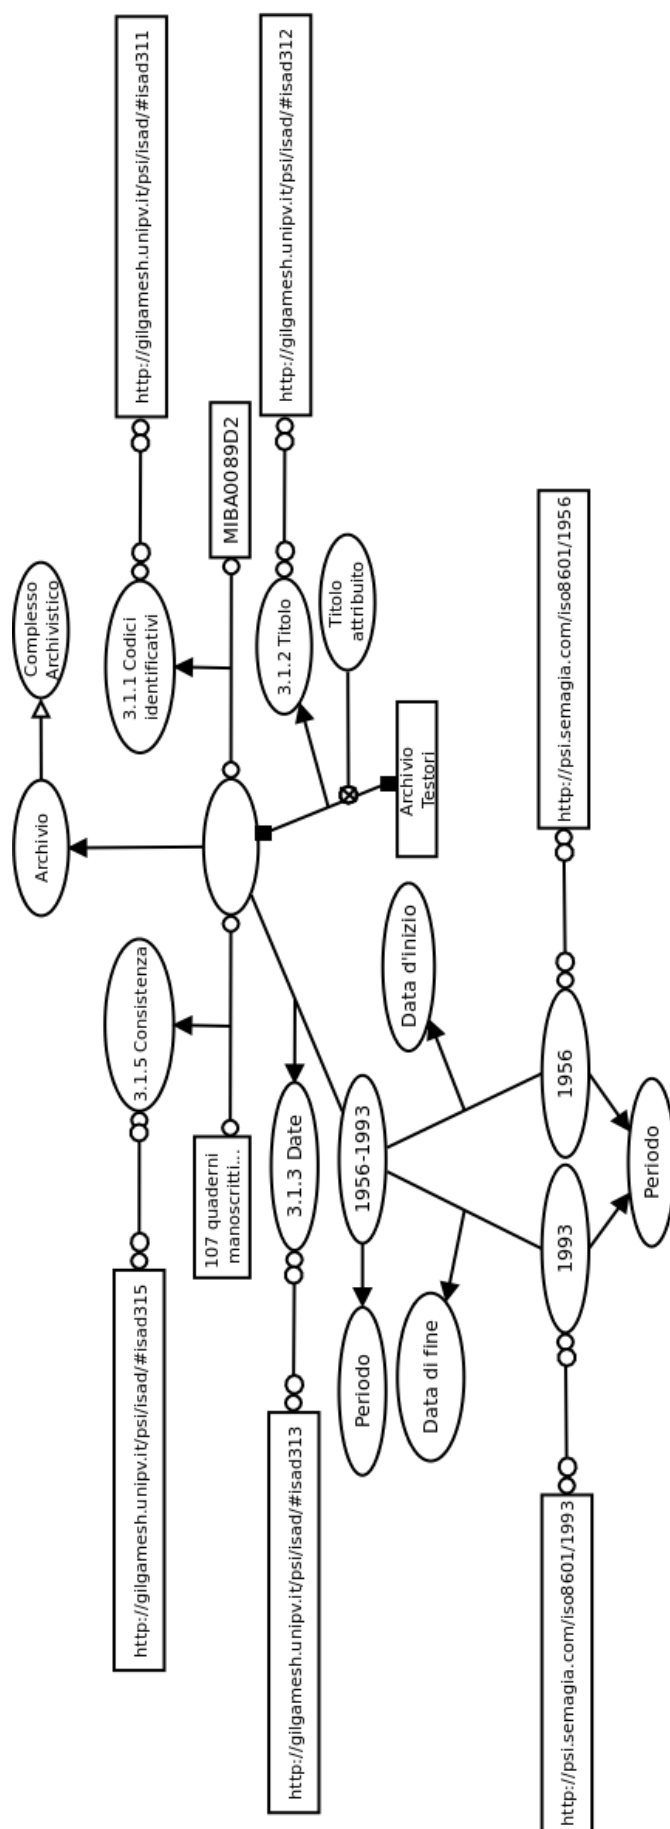 http://gilgamesh.unipv.it/psi/isad/#isad311
http://gilgamesh.unipv.it/psi/isad/#isad312
MIBA0089D2
Complesso
Archivistico
3.1.1 Codici
identificativi
3.1.2 Titolo
Titolo
attribuito
http://psi.semagia.com/iso8601/1956
Archivio
Archivio
Testori
3.1.5 Consistenza
Data d'inizio
107 quaderni
manoscritti...
3.1.3 Date
1956-1993
1956
1993
Periodo
http://gilgamesh.unipv.it/psi/isad/#isad315
Periodo
Data di fine
http://gilgamesh.unipv.it/psi/isad/#isad313
http://psi.semagia.com/iso8601/1993